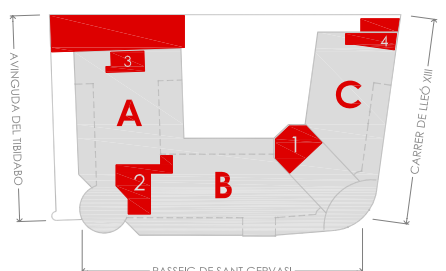 3
4
A
C
1
2
B
AVINGUDA DEL TIBIDABO
CARRER DE LLEÓ XIII
PASSEIG DE SANT GERVASI